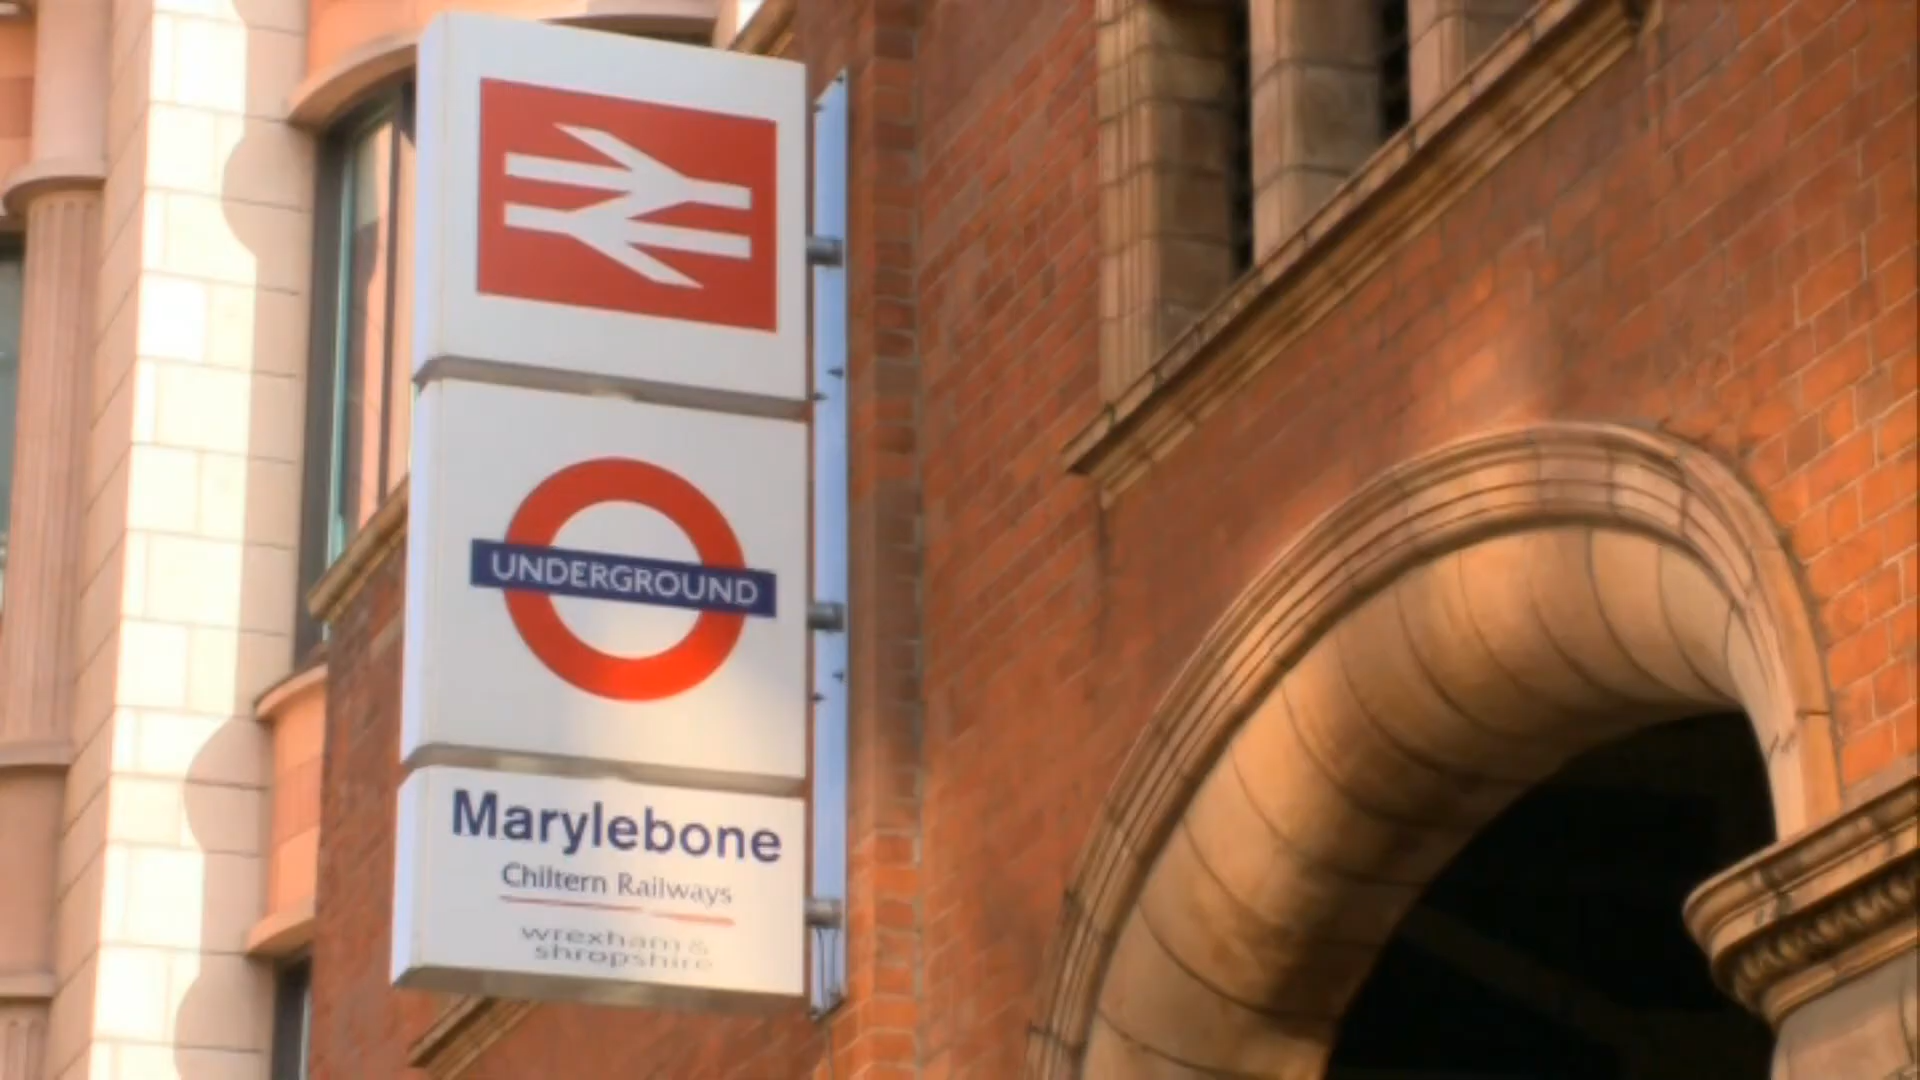 UNDERGROUND
Marylebone
Chiltern Railways
wrexham &
shropshire